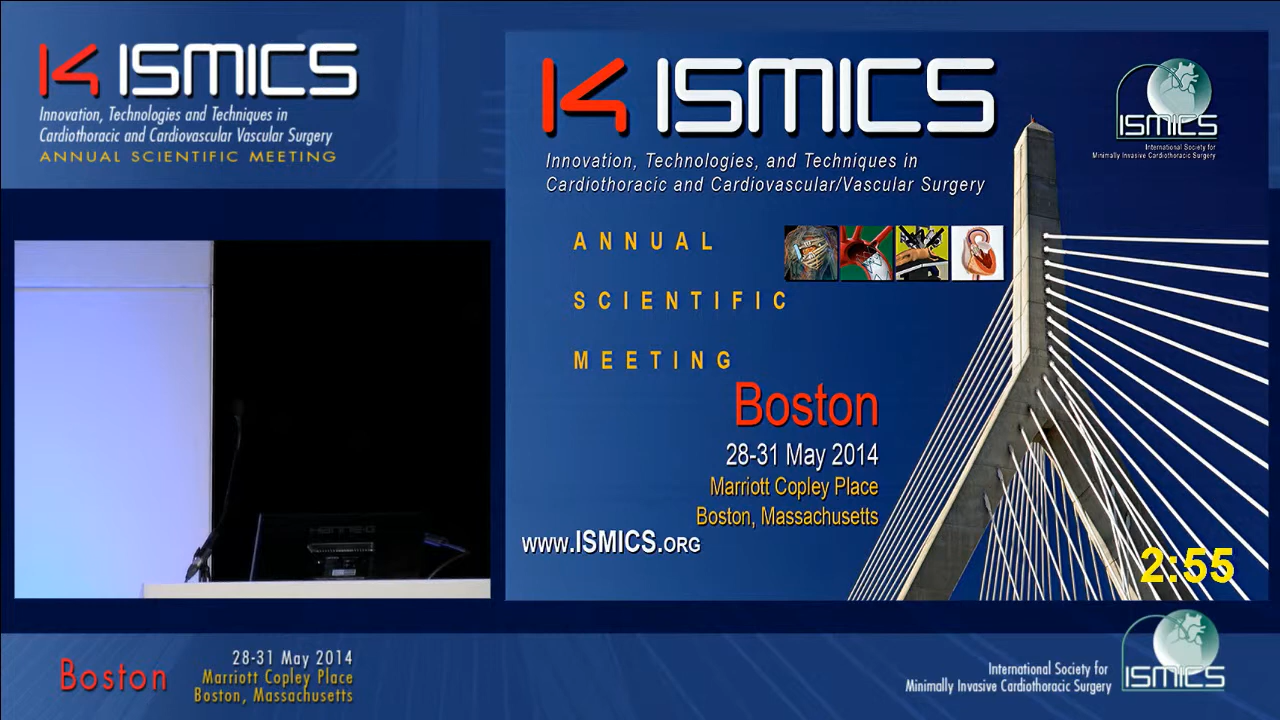 14 ISMICS
Innovation, Technologies and Techniques in
Cardiothoracic and Cardiovascular Vascular Surgery
ANNUAL SCIENTIFIC MEETING
14 ISMICS
Innovation, Technologies, and Techniques in
Cardiothoracic and Cardiovascular/Vascular Surgery
ISMICS
International Society for
Minimally Invasive Cardiothoracic Surgery
ANNUAL
SCIENTIFIC
MEETING
Boston
28-31 May 2014
Marriott Copley Place
Boston, Massachusetts
www.ISMICS.ORG
2:55
Boston
28-31 May 2014
Marriott Copley Place
Boston, Massachusetts
International Society for
Minimally Invasive Cardiothoracic Surgery
ISMICS